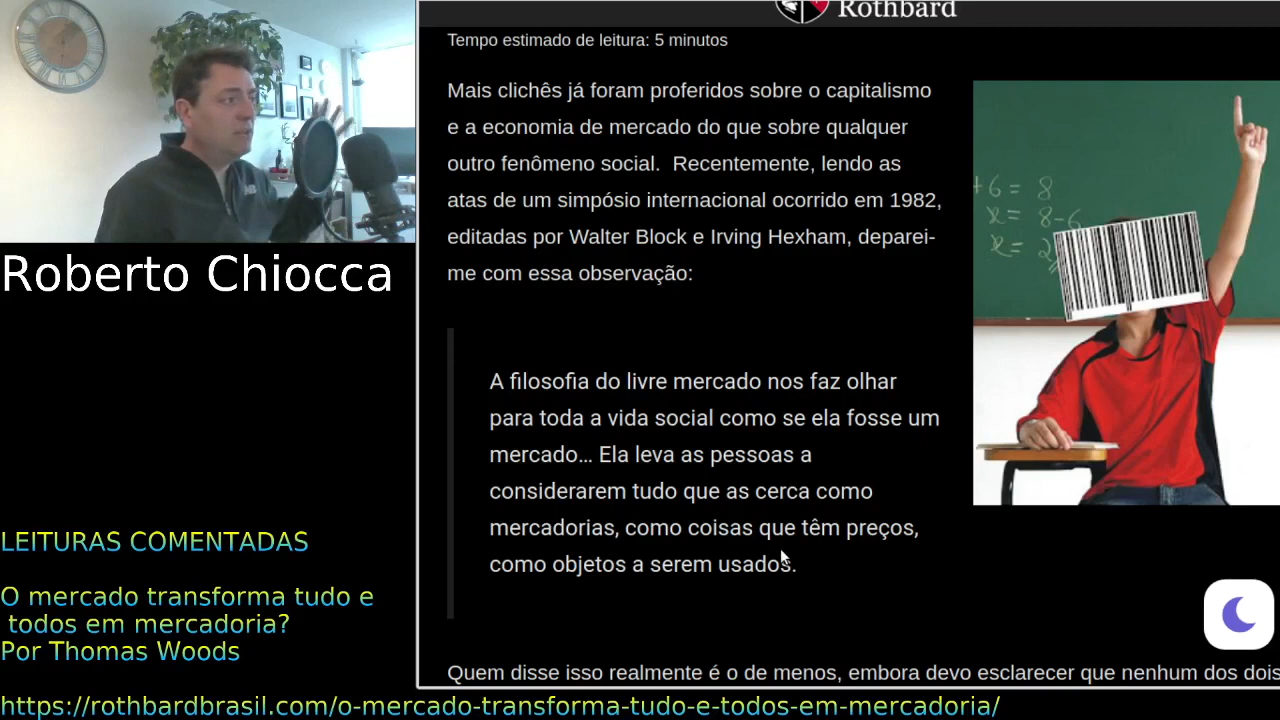 Rothbard
Tempo estimado de leitura: 5 minutos
Mais clichês já foram proferidos sobre o capitalismo
e a economia de mercado do que sobre qualquer
outro fenômeno social.  Recentemente, lendo as
atas de um simpósio internacional ocorrido em 1982,
editadas por Walter Block e Irving Hexham, deparei-
me com essa observação:
+6 = 8
x = 8-6
x = 2
A filosofia do livre mercado nos faz olhar
para toda a vida social como se ela fosse um
mercado… Ela leva as pessoas a
considerarem tudo que as cerca como
mercadorias, como coisas que têm preços,
como objetos a serem usados.
Quem disse isso realmente é o de menos, embora devo esclarecer que nenhum dos dois
Roberto Chiocca
LEITURAS COMENTADAS
O mercado transforma tudo e
todos em mercadoria?
Por Thomas Woods
https://rothbardbrasil.com/o-mercado-transforma-tudo-e-todos-em-mercadoria/